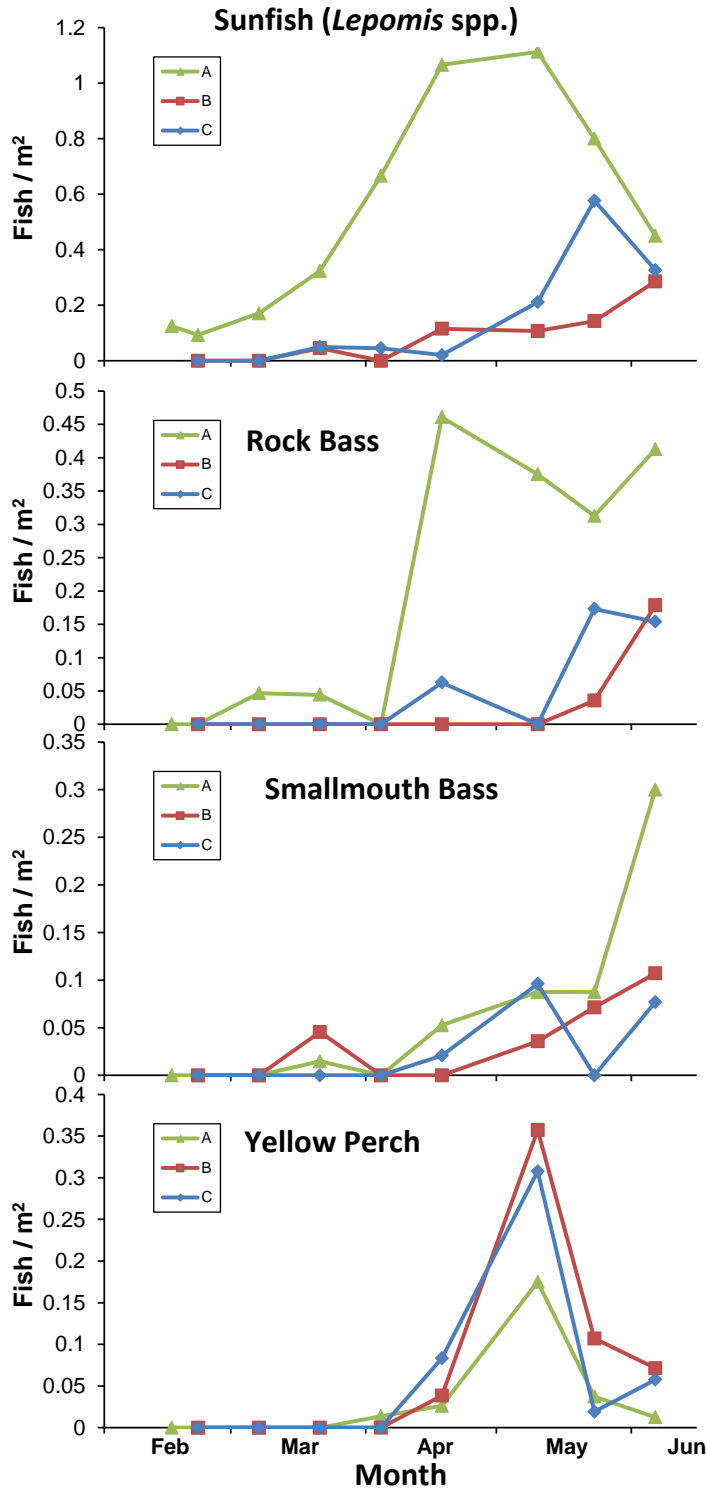 Sunfish (Lepomis spp.)
1.2
1
0.8
0.6
0.4
0.2
0
Fish / m²
A
B
C
Rock Bass
0.5
0.45
0.4
0.35
0.3
0.25
0.2
0.15
0.1
0.05
0
Fish / m²
A
B
C
Smallmouth Bass
0.35
0.3
0.25
0.2
0.15
0.1
0.05
0
Fish / m²
A
B
C
Yellow Perch
0.4
0.35
0.3
0.25
0.2
0.15
0.1
0.05
0
Fish / m²
A
B
C
Feb Mar Apr May Jun
Month